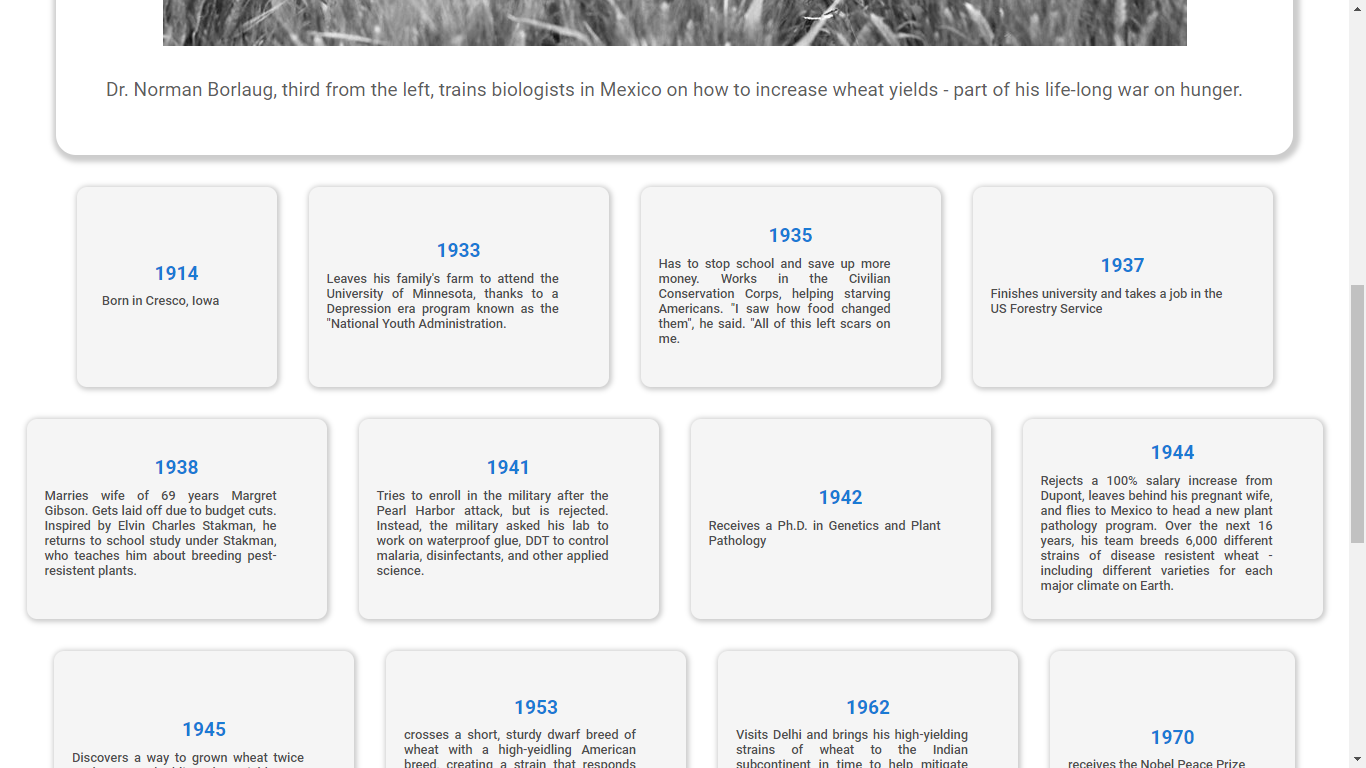 Dr. Norman Borlaug, third from the left, trains biologists in Mexico on how to increase wheat yields - part of his life-long war on hunger.
1914
Born in Cresco, Iowa
1933
Leaves his family's farm to attend the
University of Minnesota, thanks to a
Depression era program known as the
"National Youth Administration.
1935
Has to stop school and save up more
money. Works in the Civilian
Conservation Corps, helping starving
Americans. "I saw how food changed
them", he said. "All of this left scars on
me.
1937
Finishes university and takes a job in the
US Forestry Service
1938
Marries wife of 69 years Margret
Gibson. Gets laid off due to budget cuts.
Inspired by Elvin Charles Stakman, he
returns to school study under Stakman,
who teaches him about breeding pest-
resistent plants.
1941
Tries to enroll in the military after the
Pearl Harbor attack, but is rejected.
Instead, the military asked his lab to
work on waterproof glue, DDT to control
malaria, disinfectants, and other applied
science.
1942
Receives a Ph.D. in Genetics and Plant
Pathology
1944
Rejects a 100% salary increase from
Dupont, leaves behind his pregnant wife,
and flies to Mexico to head a new plant
pathology program. Over the next 16
years, his team breeds 6,000 different
strains of disease resistent wheat -
including different varieties for each
major climate on Earth.
1945
Discovers a way to grown wheat twice
1953
crosses a short, sturdy dwarf breed of
wheat with a high-yeidling American
breed, creating a strain that responds
1962
Visits Delhi and brings his high-yielding
strains of wheat to the Indian
subcontinent in time to help mitigate
1970
receives the Nobel Peace Prize